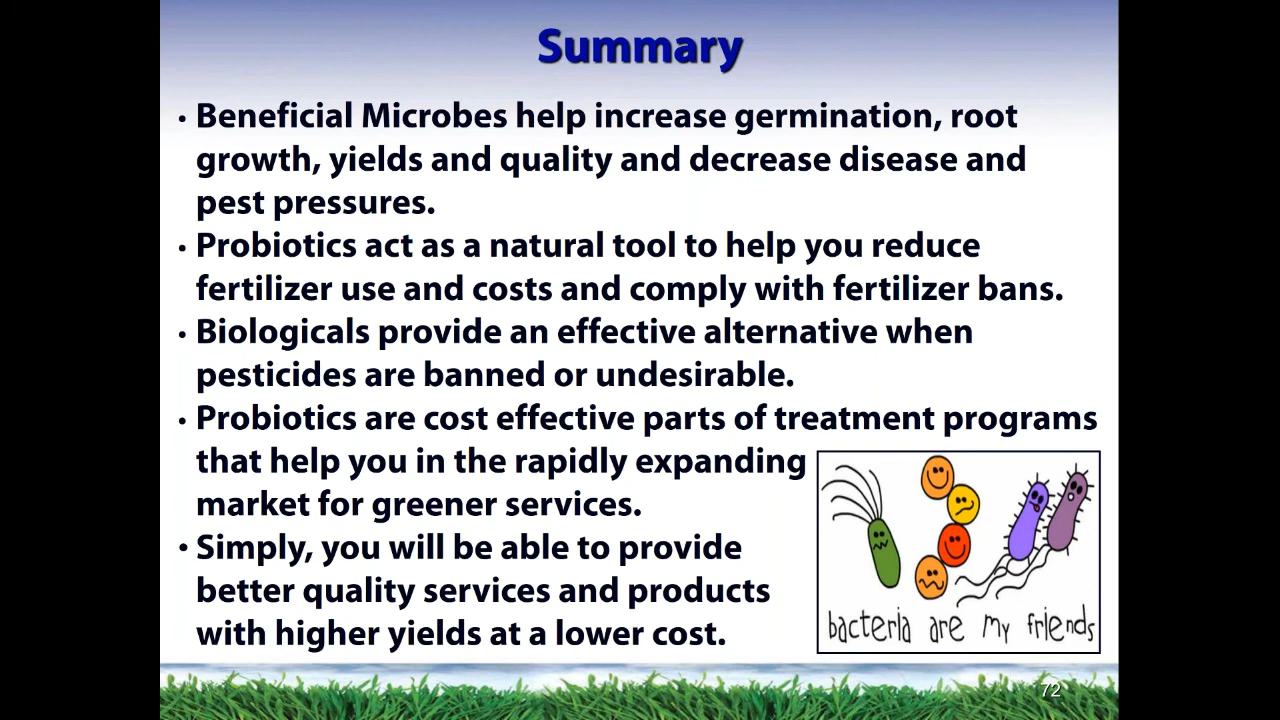 Summary
• Beneficial Microbes help increase germination, root
growth, yields and quality and decrease disease and
pest pressures.
• Probiotics act as a natural tool to help you reduce
fertilizer use and costs and comply with fertilizer bans.
• Biologicals provide an effective alternative when
pesticides are banned or undesirable.
• Probiotics are cost effective parts of treatment programs
that help you in the rapidly expanding
market for greener services.
• Simply, you will be able to provide
better quality services and products
with higher yields at a lower cost.
bacteria are my friends
72